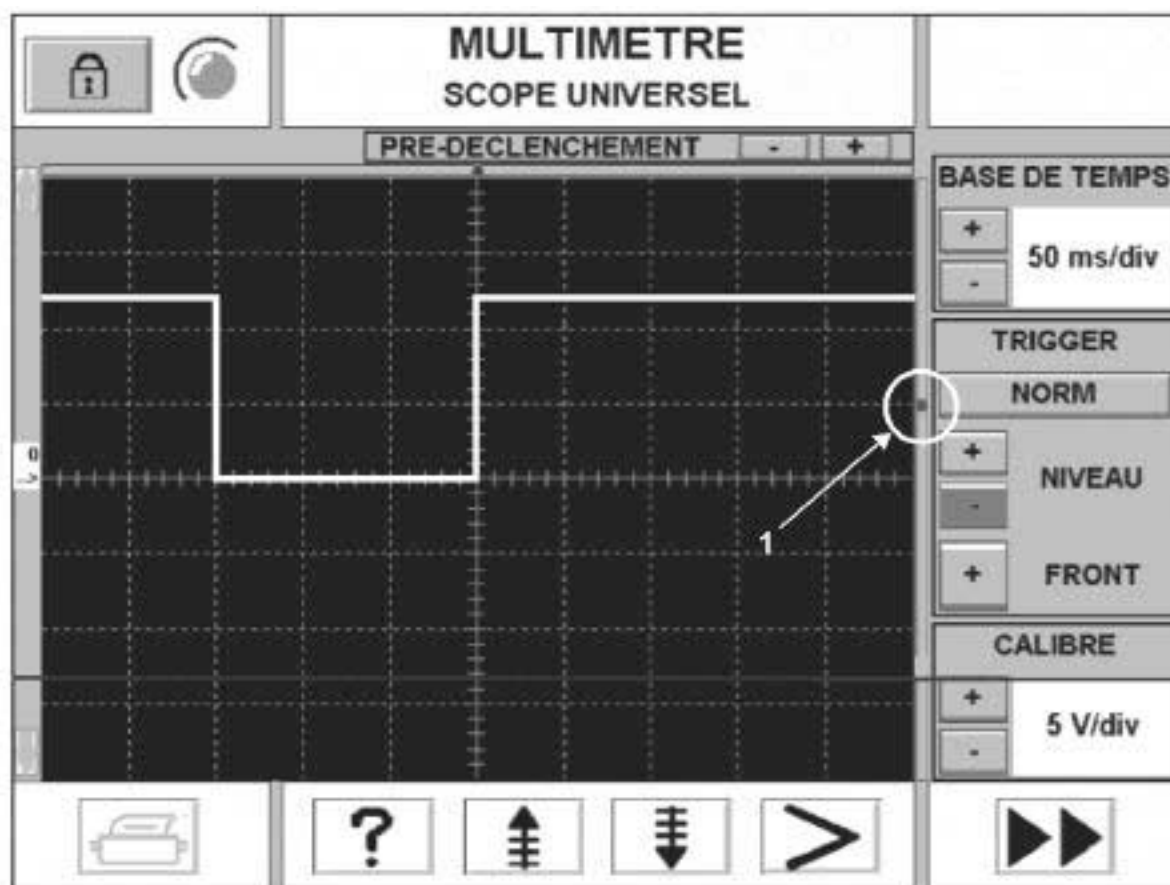 MULTIMETRE
SCOPE UNIVERSEL
PRE-DECLENCHEMENT - +
BASE DE TEMPS
+
50 ms/div
-
TRIGGER
NORM
0
+
NIVEAU
-
1
+ FRONT
CALIBRE
+
5 V/div
-
?